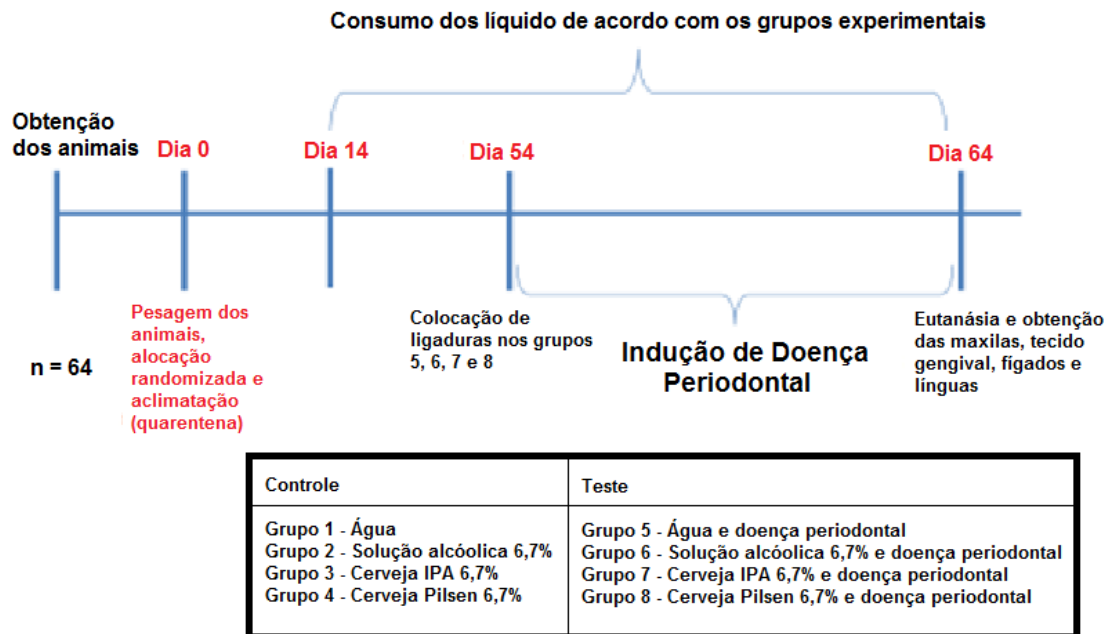 Consumo dos líquido de acordo com os grupos experimentais
Obtenção
dos animais
Dia 0
Dia 14
Dia 54
Dia 64
n = 64
Pesagem dos
animais,
alocação
randomizada e
aclimatação
(quarentena)
Colocação de
ligaduras nos grupos
5, 6, 7 e 8
Indução de Doença
Periodontal
Eutanásia e obtenção
das maxilas, tecido
gengival, fígados e
línguas
Controle
Grupo 1 - Água
Grupo 2 - Solução alcóolica 6,7%
Grupo 3 - Cerveja IPA 6,7%
Grupo 4 - Cerveja Pilsen 6,7%
Teste
Grupo 5 - Água e doença periodontal
Grupo 6 - Solução alcóolica 6,7% e doença periodontal
Grupo 7 - Cerveja IPA 6,7% e doença periodontal
Grupo 8 - Cerveja Pilsen 6,7% e doença periodontal